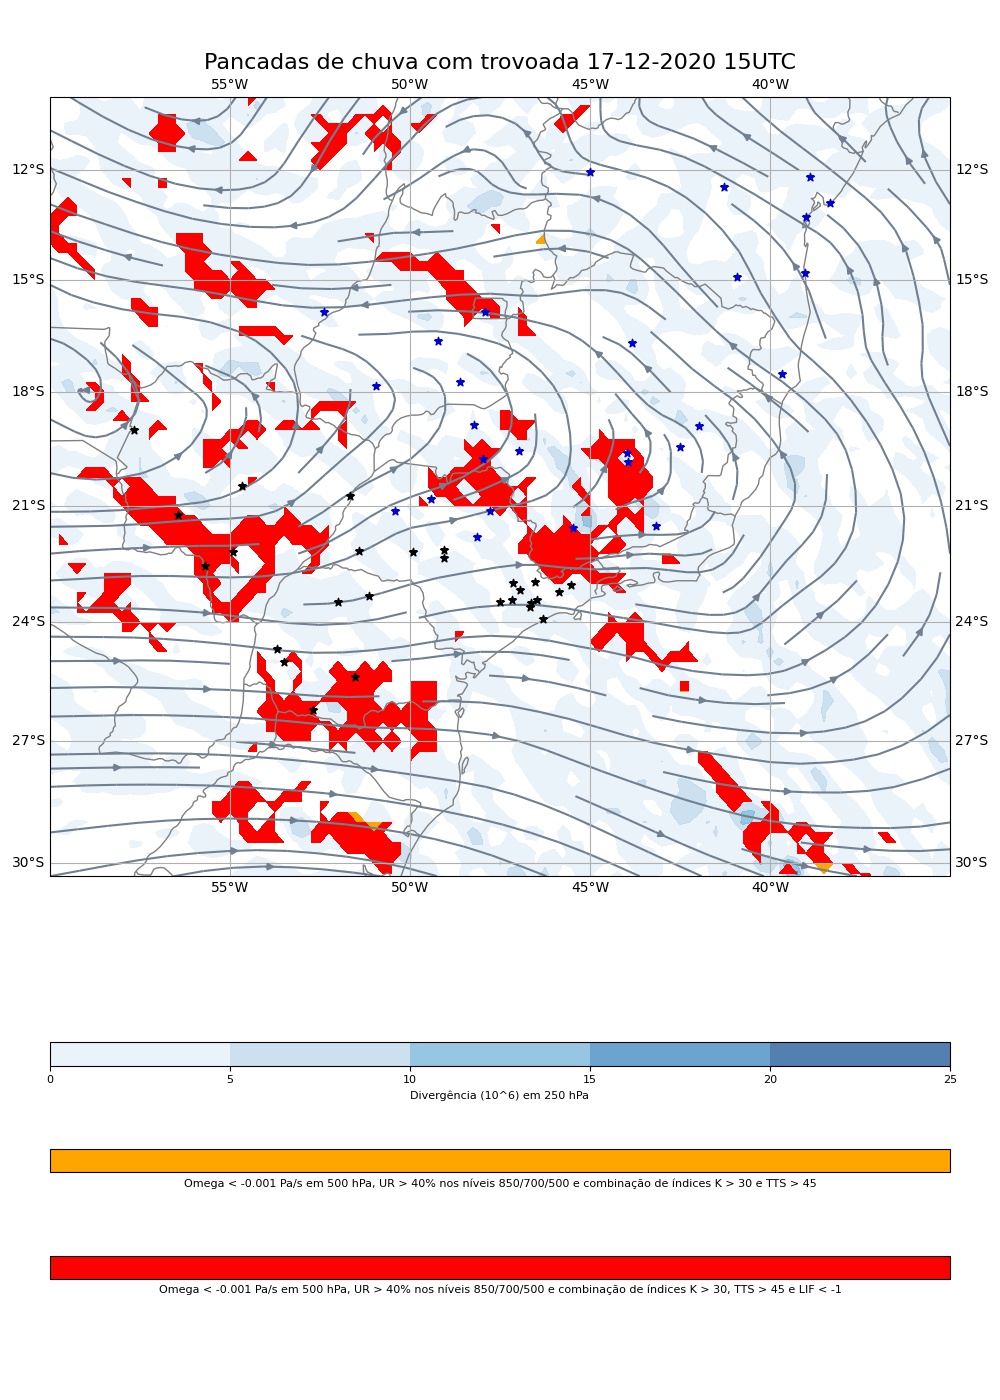 Pancadas de chuva com trovoada 17-12-2020 15UTC
55°W 50°W 45°W 40°W
12°S 12°S
15°S 15°S
18°S 18°S
21°S 21°S
24°S 24°S
27°S 27°S
30°S 30°S
55°W 50°W 45°W 40°W
0 5 10 15 20 25
Divergência (10^6) em 250 hPa
Omega < -0.001 Pa/s em 500 hPa, UR > 40% nos níveis 850/700/500 e combinação de índices K > 30 e TTS > 45
Omega < -0.001 Pa/s em 500 hPa, UR > 40% nos níveis 850/700/500 e combinação de índices K > 30, TTS > 45 e LIF < -1